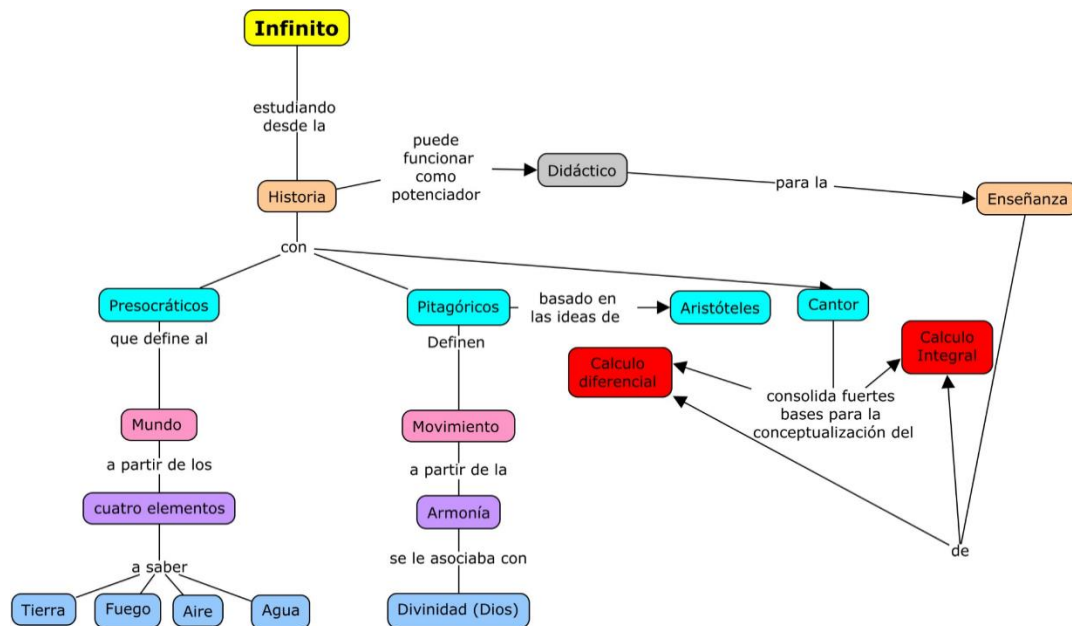 Infinito
estudiando
desde la
puede
funcionar
como
potenciador
Didáctico
para la
Historia
Enseñanza
con
Presocráticos
Pitagóricos
basado en
las ideas de
Aristóteles
Cantor
que define al
Definen
Calculo
diferencial
Calculo
Integral
consolida fuertes
bases para la
conceptualización del
Mundo
Movimiento
a partir de los
a partir de la
cuatro elementos
Armonía
de
a saber
se le asociaba con
Tierra
Fuego
Aire
Agua
Divinidad (Dios)